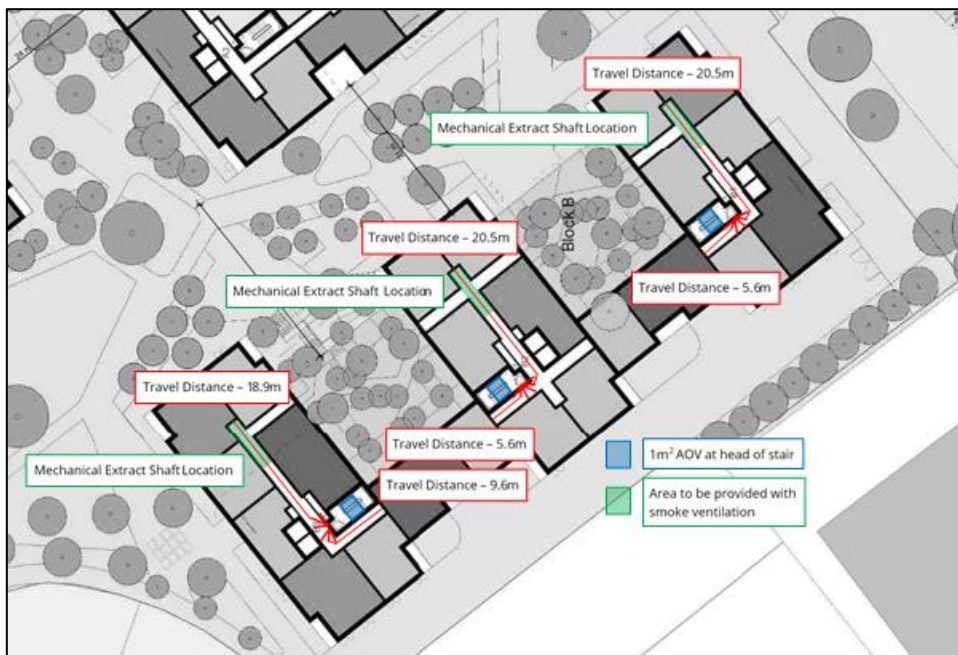 Travel Distance – 20.5m
Mechanical Extract Shaft Location
Block B
Travel Distance – 20.5m
Mechanical Extract Shaft Location
Travel Distance – 5.6m
Travel Distance – 18.9m
Travel Distance – 5.6m
Mechanical Extract Shaft Location
Travel Distance – 9.6m
1m² AOV at head of stair
Area to be provided with
smoke ventilation